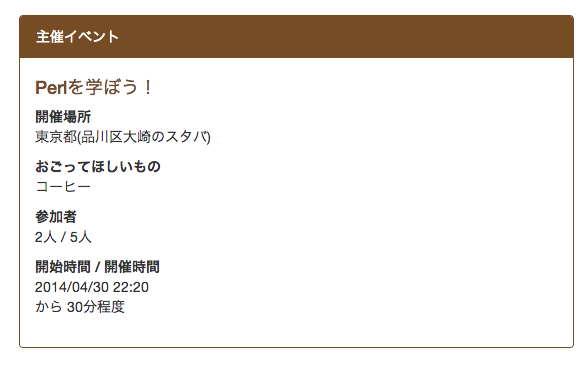 主催イベント
Perlを学ぼう！
開催場所
東京都(品川区大崎のスタバ)
おごってほしいもの
コーヒー
参加者
2人 / 5人
開始時間 / 開催時間
2014/04/30 22:20
から 30分程度